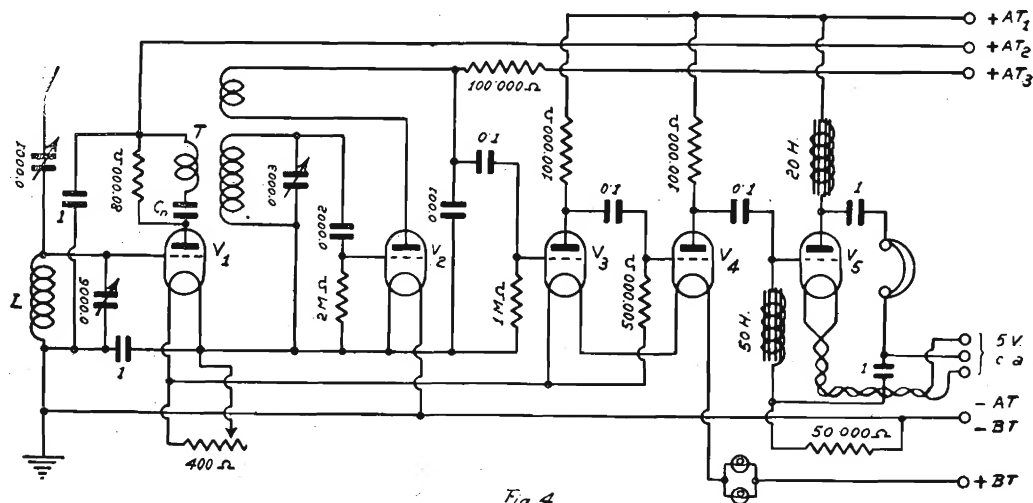 + AT1
+ AT2
+ AT3
100.000 Ω
0.0001
1
80.000 Ω
T
Cn
V1
0.0003
0.0002
V2
0.001
0.1
100.000 Ω
0.1
V3
100.000 Ω
0.1
V4
20 H.
1
V5
L
0.0006
1
2 MΩ
1 MΩ
500.000 Ω
50 H.
1
5 V.
c a
- AT
- BT
400 Ω
50 000 Ω
+ BT
Fig 4